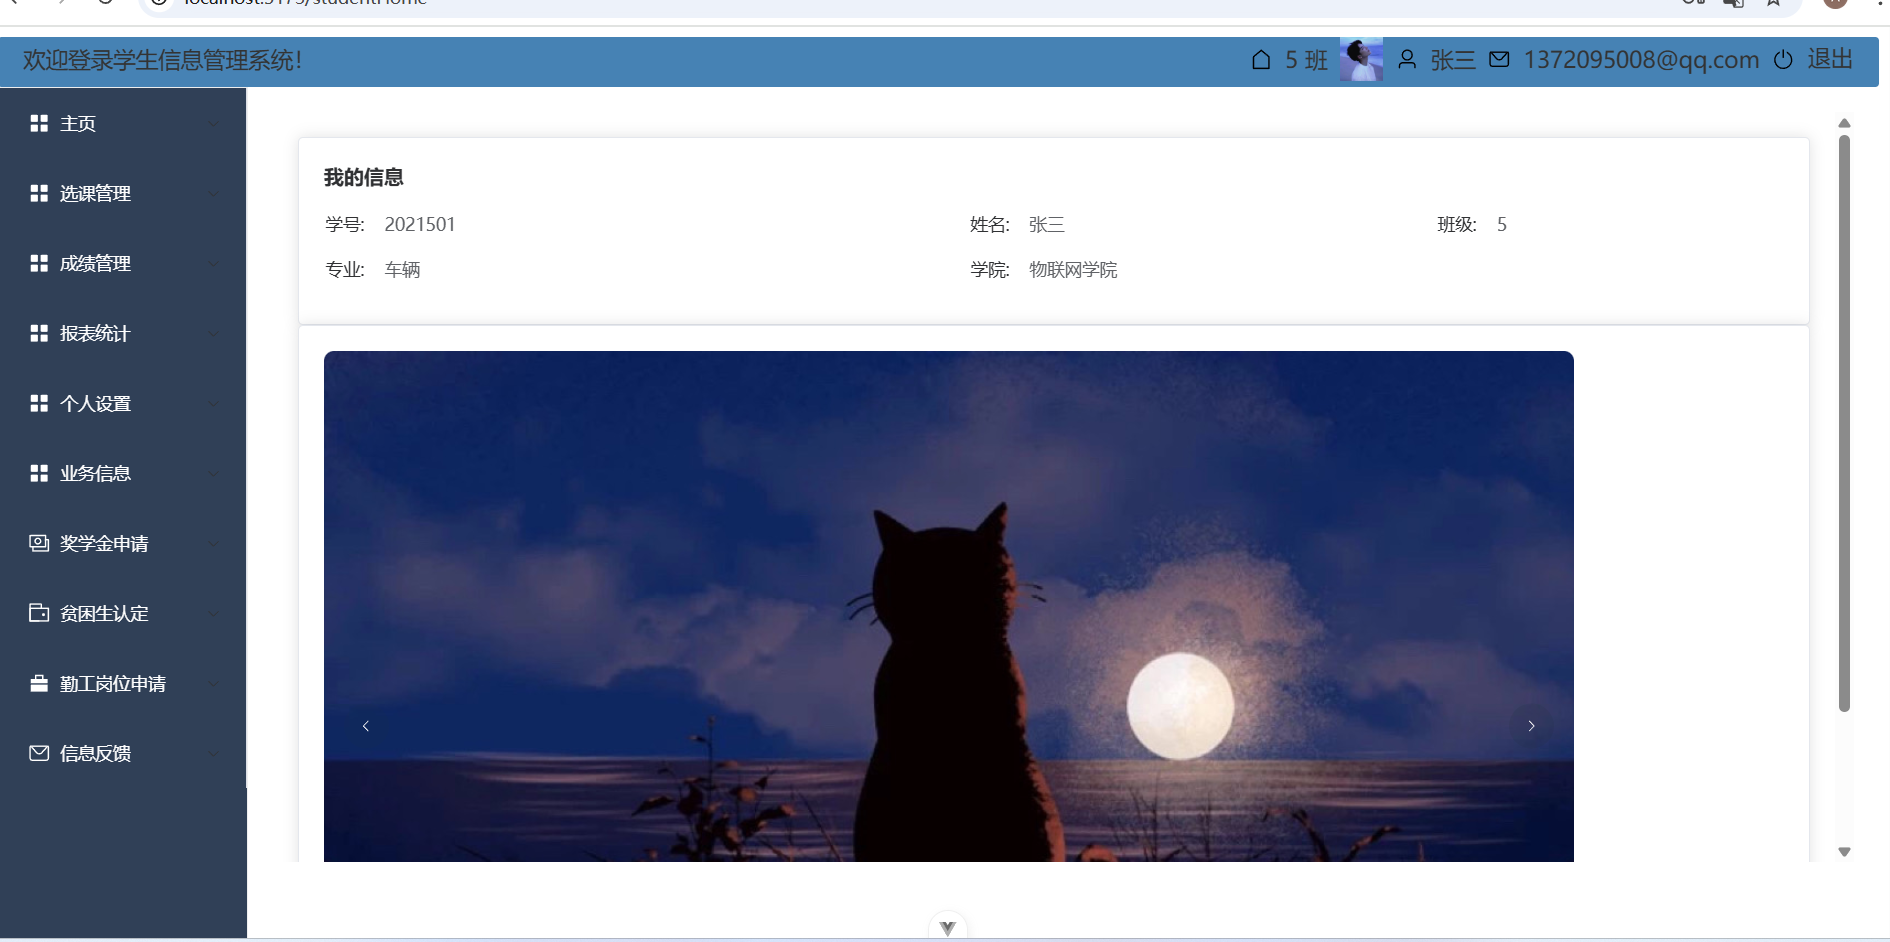 localhost:5173/studentHome
欢迎登录学生信息管理系统!
5 班 张三 1372095008@qq.com 退出
主页
选课管理
成绩管理
报表统计
个人设置
业务信息
奖学金申请
贫困生认定
勤工岗位申请
信息反馈
我的信息
学号: 2021501 姓名: 张三 班级: 5
专业: 车辆 学院: 物联网学院